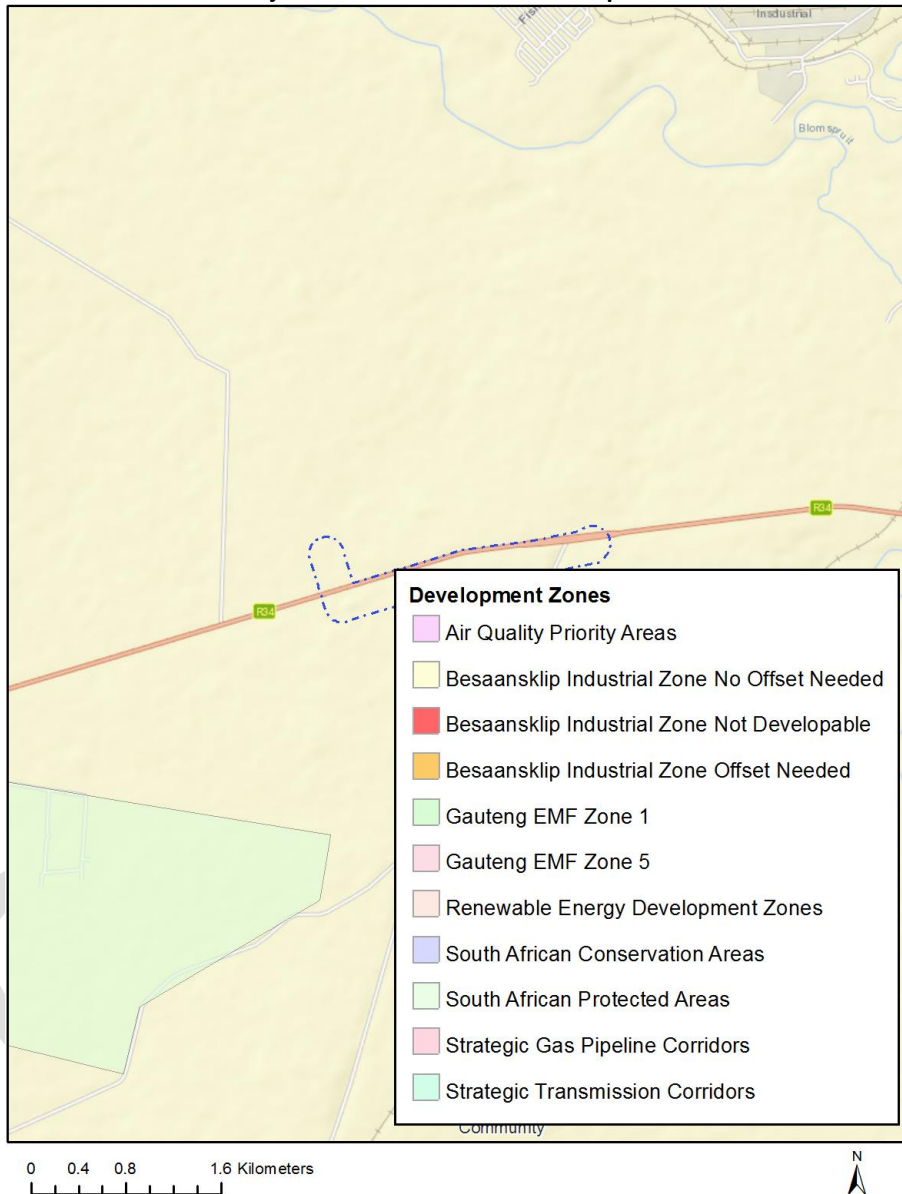 Insdustrial
Blomspruit
R34
R34
Development Zones
Air Quality Priority Areas
Besaansklip Industrial Zone No Offset Needed
Besaansklip Industrial Zone Not Developable
Besaansklip Industrial Zone Offset Needed
Gauteng EMF Zone 1
Gauteng EMF Zone 5
Renewable Energy Development Zones
South African Conservation Areas
South African Protected Areas
Strategic Gas Pipeline Corridors
Strategic Transmission Corridors
Community
0 0.4 0.8 1.6 Kilometers
N